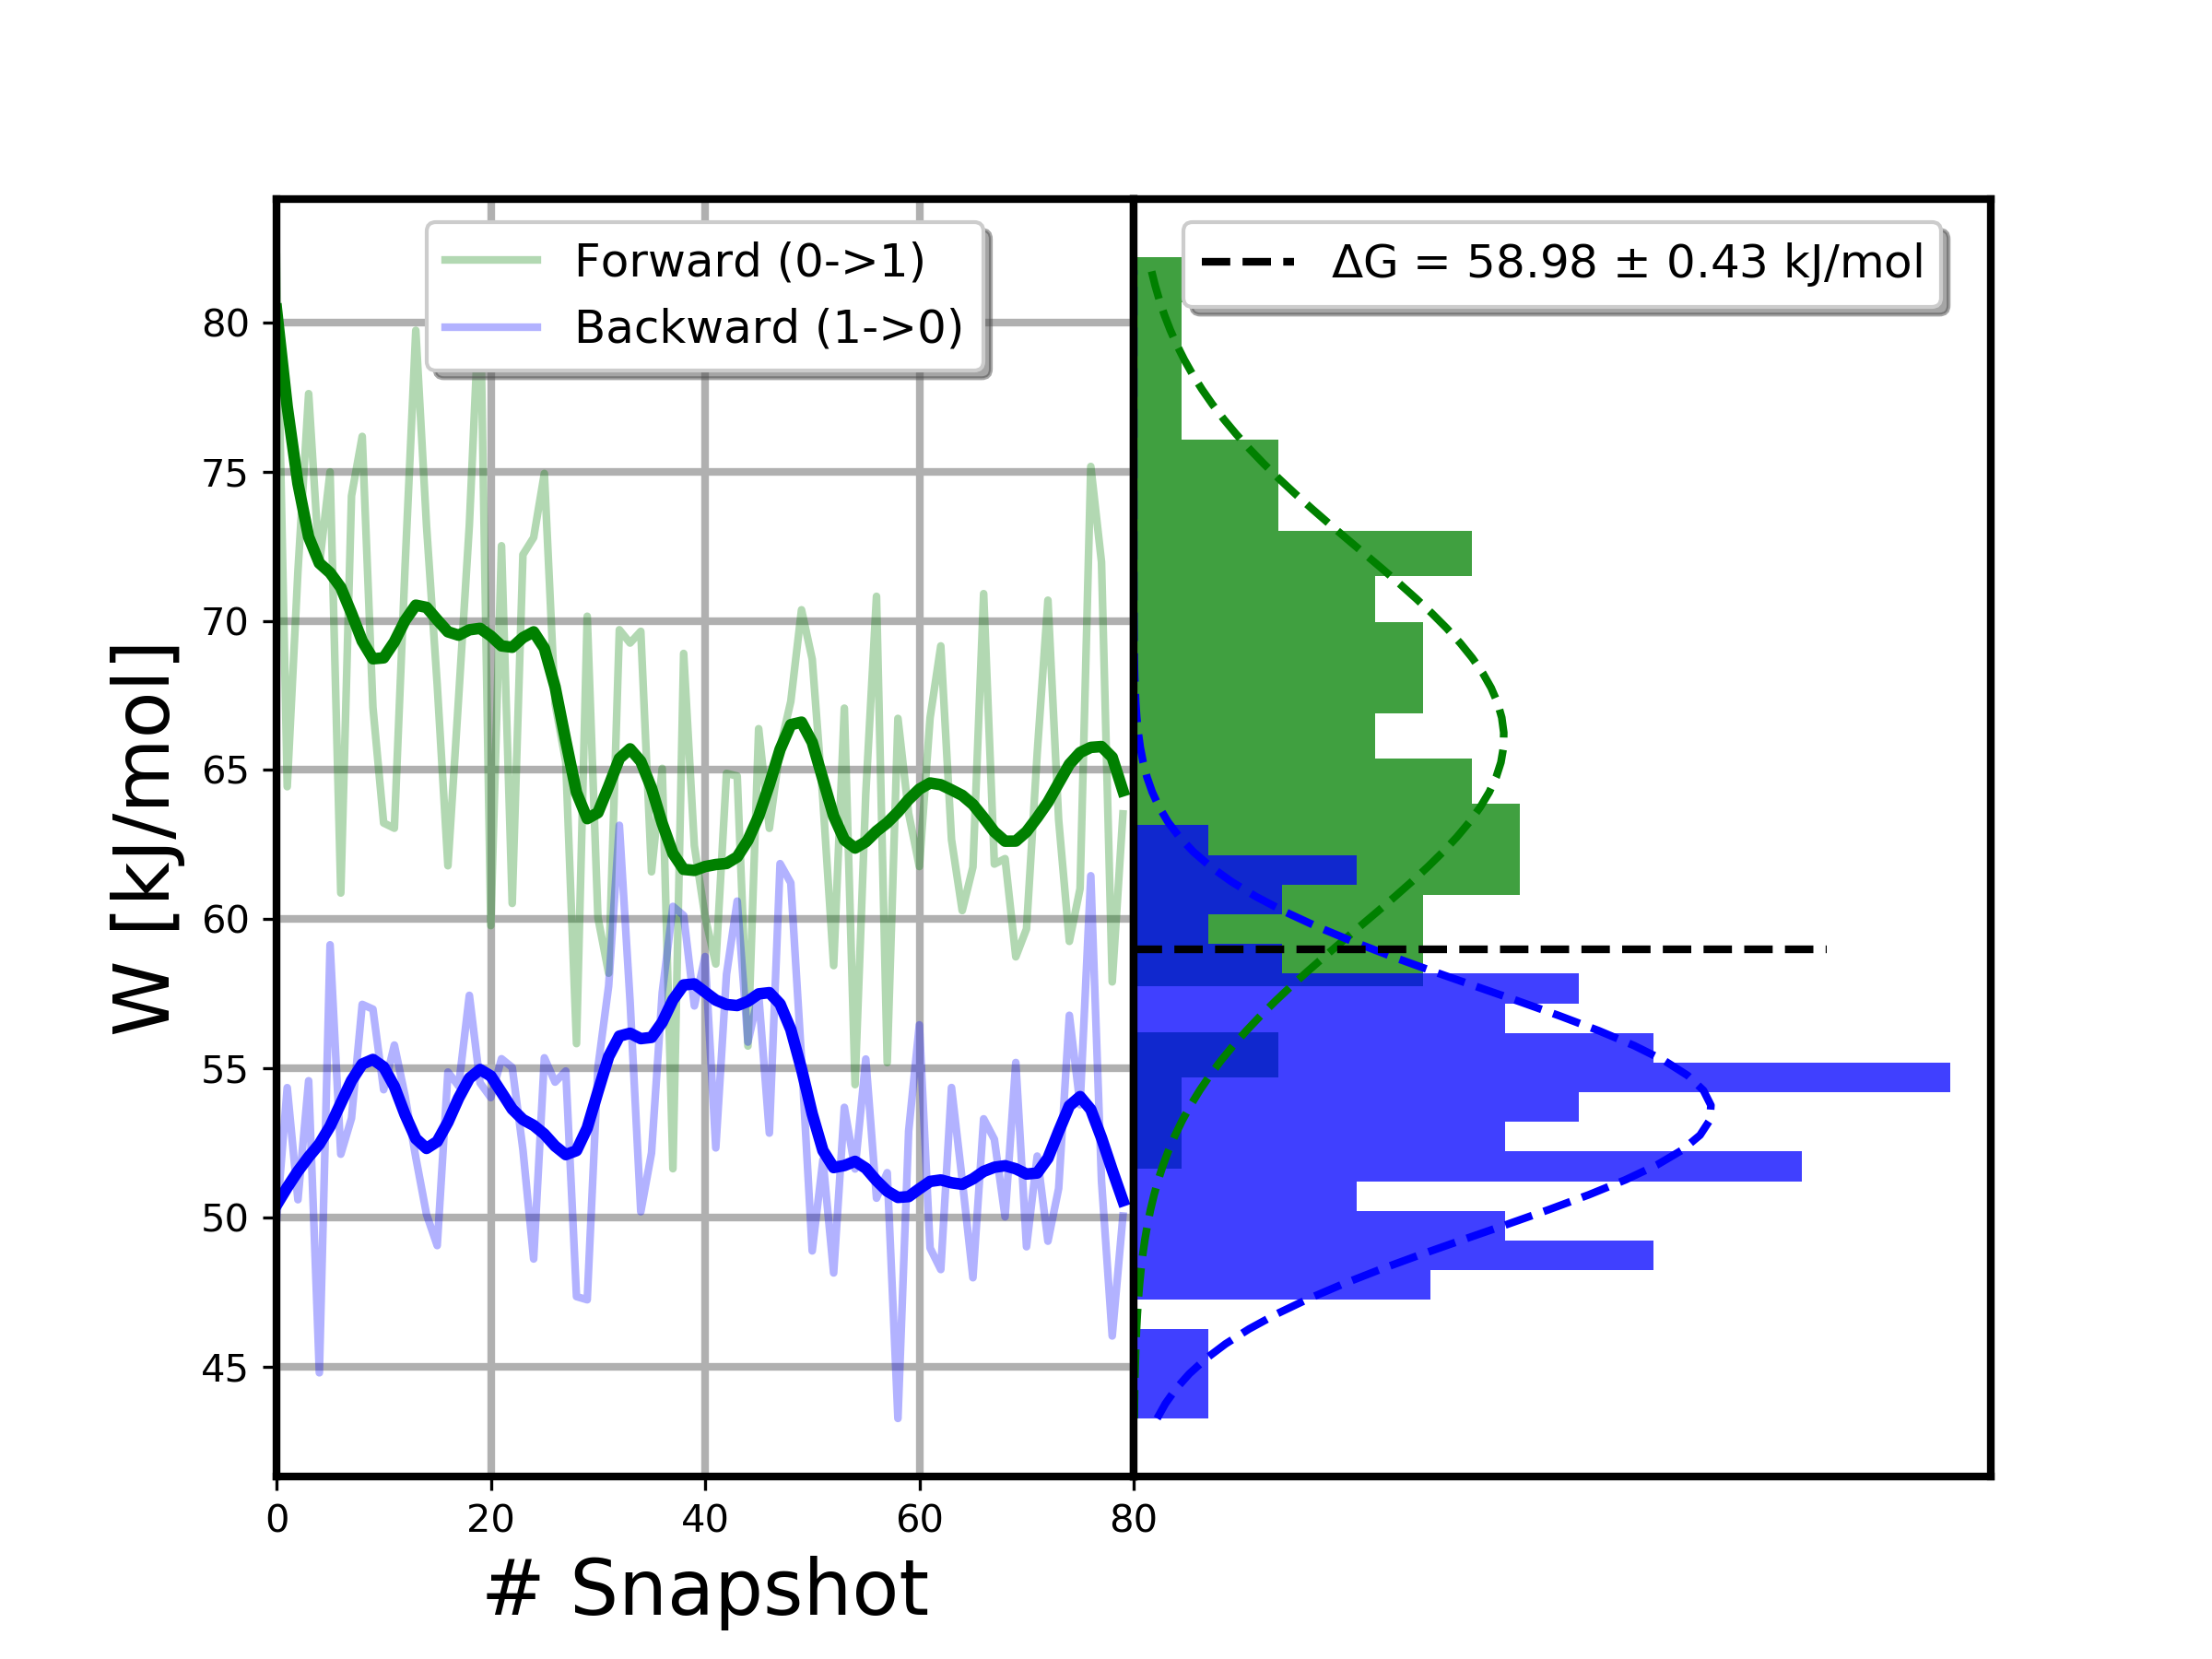 Forward (0->1)
Backward (1->0)
ΔG = 58.98 ± 0.43 kJ/mol
W [kJ/mol]
80
75
70
65
60
55
50
45
0 20 40 60 80
# Snapshot